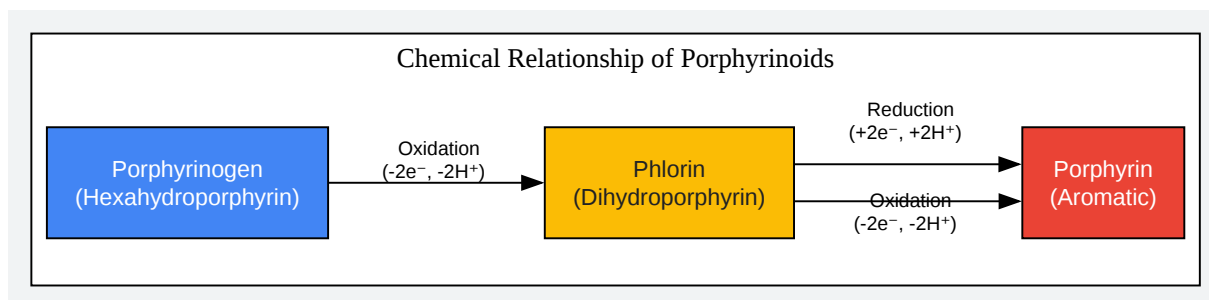 Chemical Relationship of Porphyrinoids
Porphyrinogen
(Hexahydroporphyrin)
Oxidation
(-2e⁻, -2H⁺)
Phlorin
(Dihydroporphyrin)
Reduction
(+2e⁻, +2H⁺)
Oxidation
(-2e⁻, -2H⁺)
Porphyrin
(Aromatic)